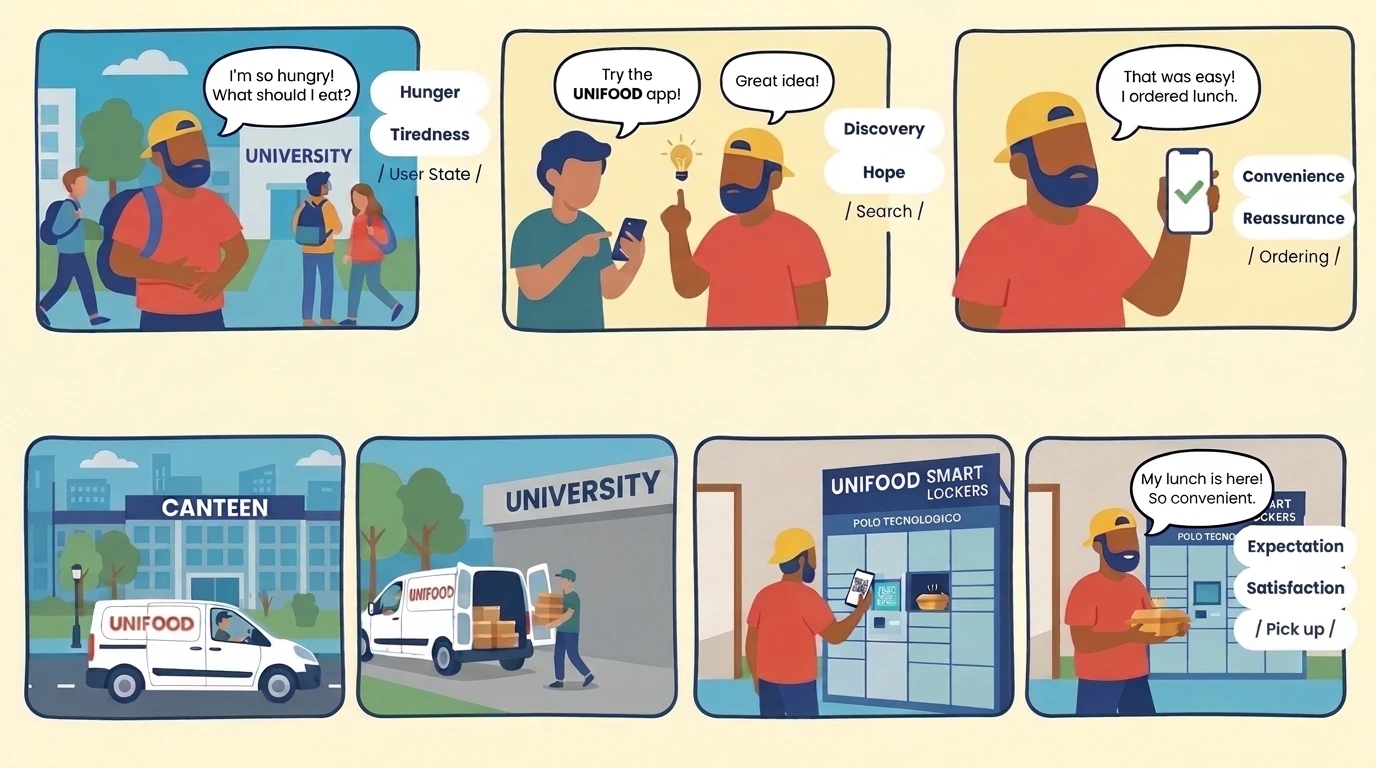 I'm so hungry!
What should I eat?
UNIVERSITY
Hunger
Tiredness
/ User State /
Try the
UNIFOOD app!
Great idea!
Discovery
Hope
/ Search /
That was easy!
I ordered lunch.
Convenience
Reassurance
/ Ordering /
CANTEEN
UNIFOOD
UNIVERSITY
UNIFOOD
UNIFOOD SMART
LOCKERS
POLO TECNOLOGICO
My lunch is here!
So convenient.
ART
OCKERS
POLO TECNO
Expectation
Satisfaction
/ Pick up /